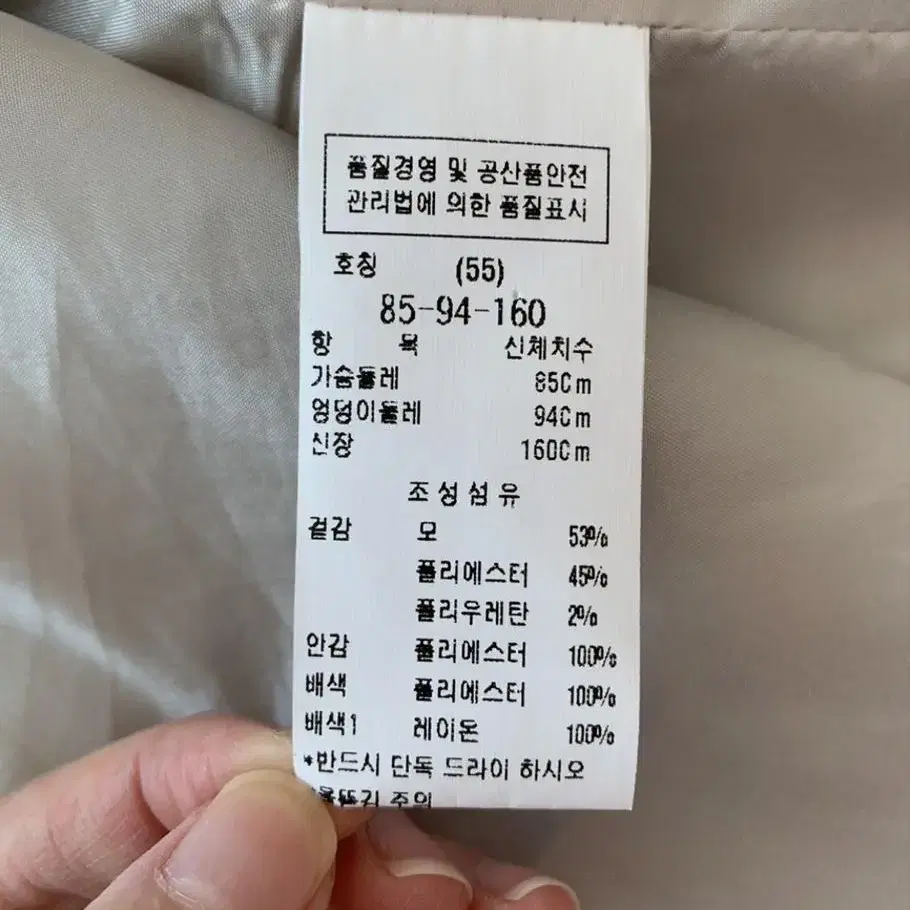 품질경영 및 공산품안전
관리법에 의한 품질표시
호칭 (55)
85-94-160
항 목 신체치수
가슴둘레 85Cm
엉덩이둘레 94Cm
신장 160Cm
조성섬유
겉감 모 53%
폴리에스터 45%
폴리우레탄 2%
안감 폴리에스터 100%
배색 폴리에스터 100%
배색1 레이온 100%
*반드시 단독 드라이 하시오
주의